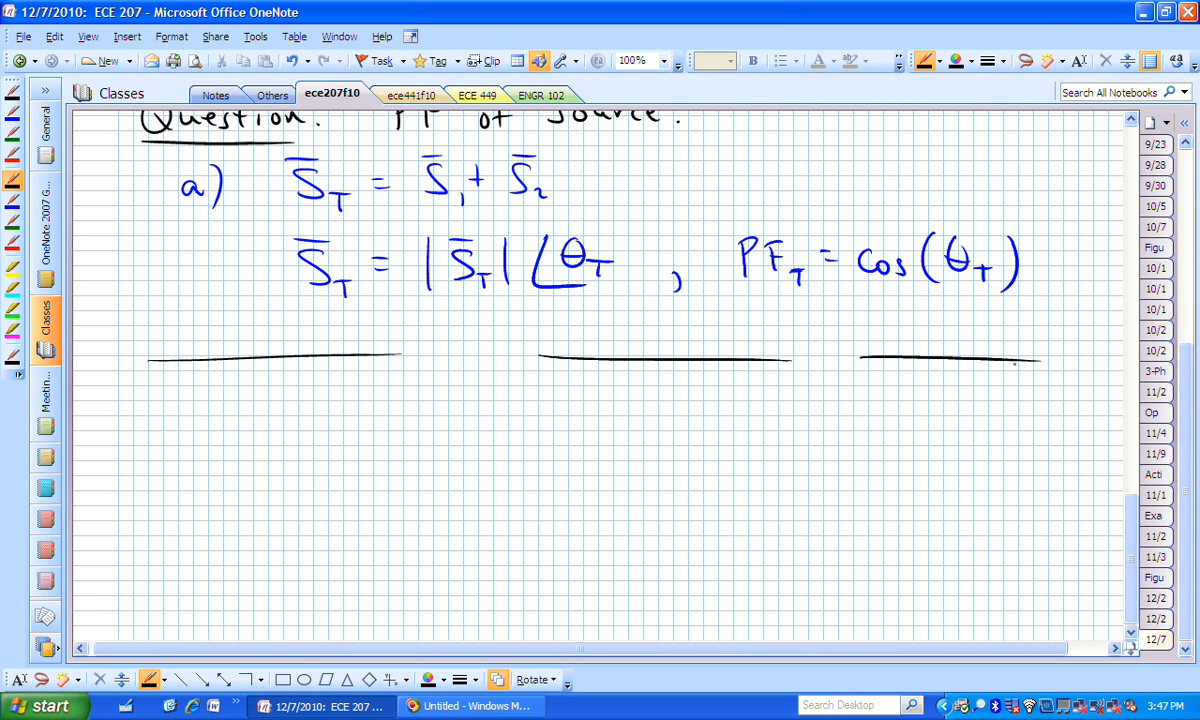 12/7/2010: ECE 207 - Microsoft Office OneNote
File Edit View Insert Format Share Tools Table Window Help
New Task Tag Clip 100% B A A
Classes Notes Others ece207f10 ece441f10 ECE 449 ENGR 102 Search All Notebooks
General
OneNote 2007 G...
Classes
Meetin...
Question: PF of source.
a) S̅_T = S̅_1 + S̅_2
S̅_T = |S̅_T| ∠θ_T , PF_T = cos(θ_T)
9/23
9/28
9/30
10/5
10/7
Figu
10/1
10/1
10/1
10/2
10/2
3-Ph
11/2
Op
11/4
11/9
Acti
11/1
Exa
11/2
11/3
Figu
12/2
12/2
12/7
Rotate
start 12/7/2010: ECE 207 ... Untitled - Windows M... Search Desktop 3:47 PM